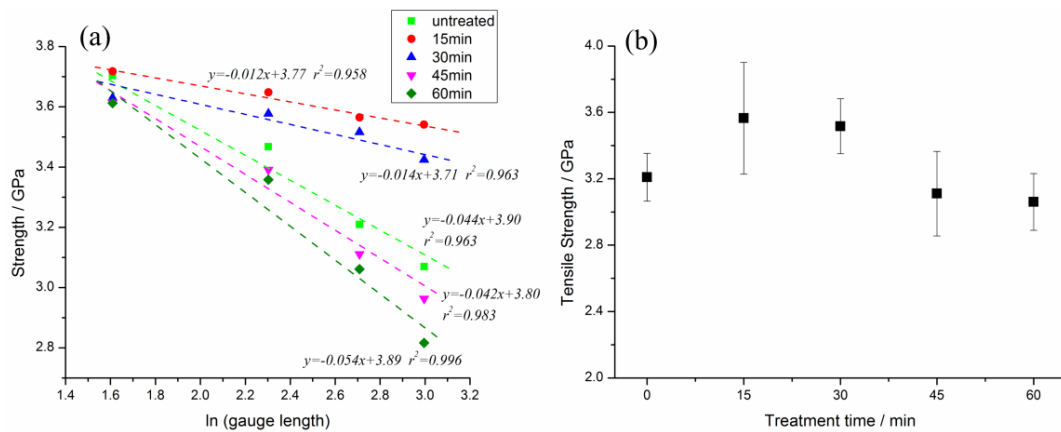 (a)
untreated
15min
30min
45min
60min
y=-0.012x+3.77 r²=0.958
y=-0.014x+3.71 r²=0.963
y=-0.044x+3.90
r²=0.963
y=-0.042x+3.80
r²=0.983
y=-0.054x+3.89 r²=0.996
3.8
3.6
3.4
3.2
3.0
2.8
Strength / GPa
1.4 1.6 1.8 2.0 2.2 2.4 2.6 2.8 3.0 3.2
ln (gauge length)
(b)
4.0
3.6
3.2
2.8
2.4
2.0
Tensile Strength / GPa
0 15 30 45 60
Treatment time / min